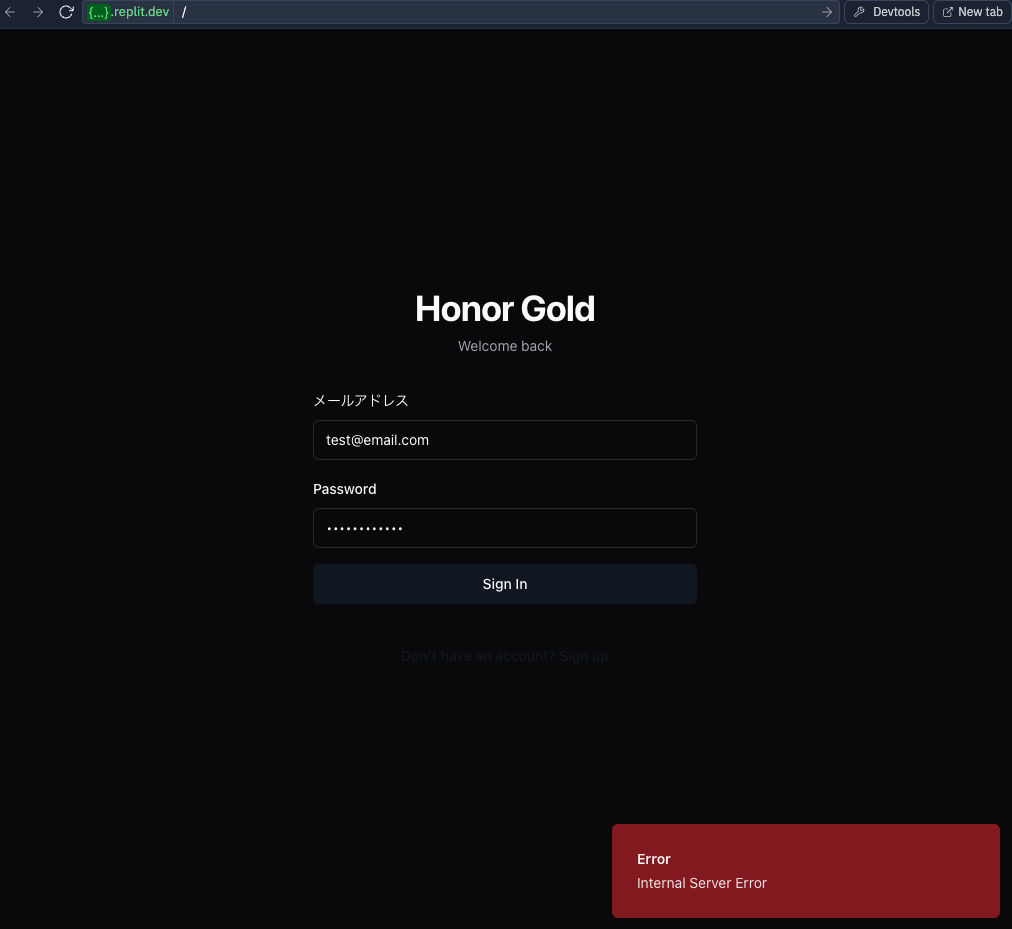 {...}.replit.dev /
Devtools
New tab
Honor Gold
Welcome back
メールアドレス
test@email.com
Password
••••••••••••
Sign In
Don't have an account? Sign up
Error
Internal Server Error